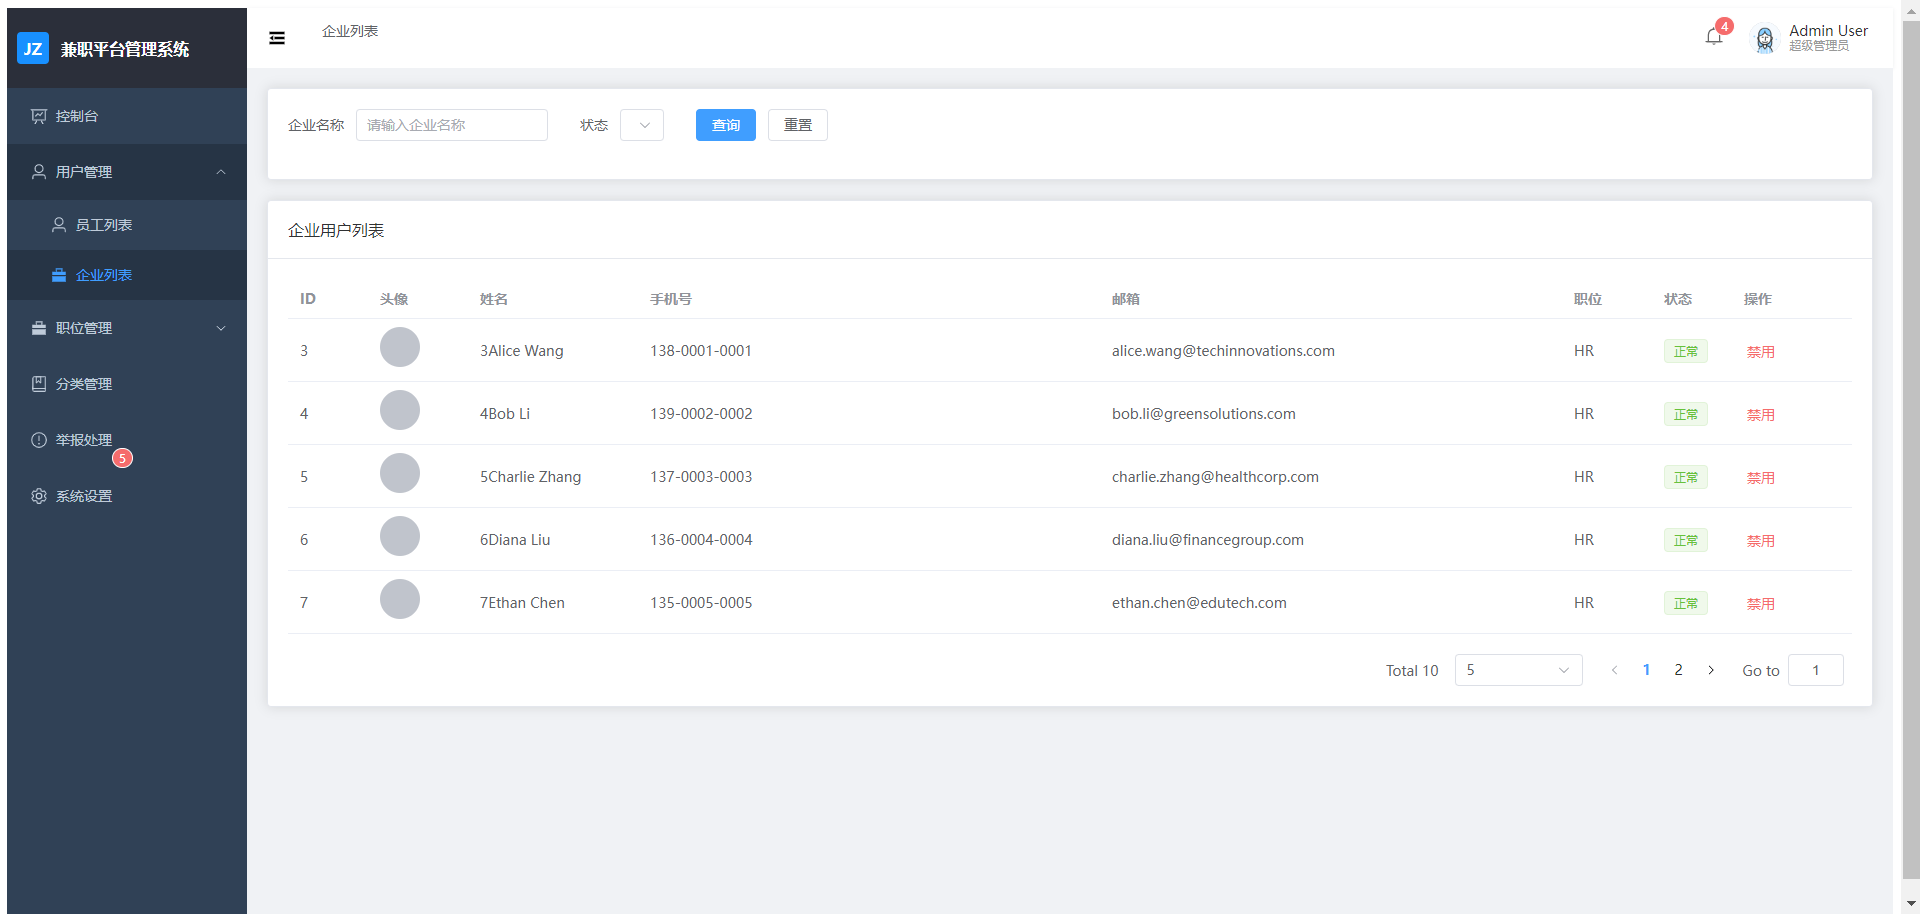 JZ 兼职平台管理系统
控制台
用户管理
员工列表
企业列表
职位管理
分类管理
举报处理
5
系统设置
企业列表
4
Admin User
超级管理员
企业名称 请输入企业名称 状态 查询 重置
企业用户列表
ID 头像 姓名 手机号 邮箱 职位 状态 操作
3 3Alice Wang 138-0001-0001 alice.wang@techinnovations.com HR 正常 禁用
4 4Bob Li 139-0002-0002 bob.li@greensolutions.com HR 正常 禁用
5 5Charlie Zhang 137-0003-0003 charlie.zhang@healthcorp.com HR 正常 禁用
6 6Diana Liu 136-0004-0004 diana.liu@financegroup.com HR 正常 禁用
7 7Ethan Chen 135-0005-0005 ethan.chen@edutech.com HR 正常 禁用
Total 10 5 1 2 Go to 1